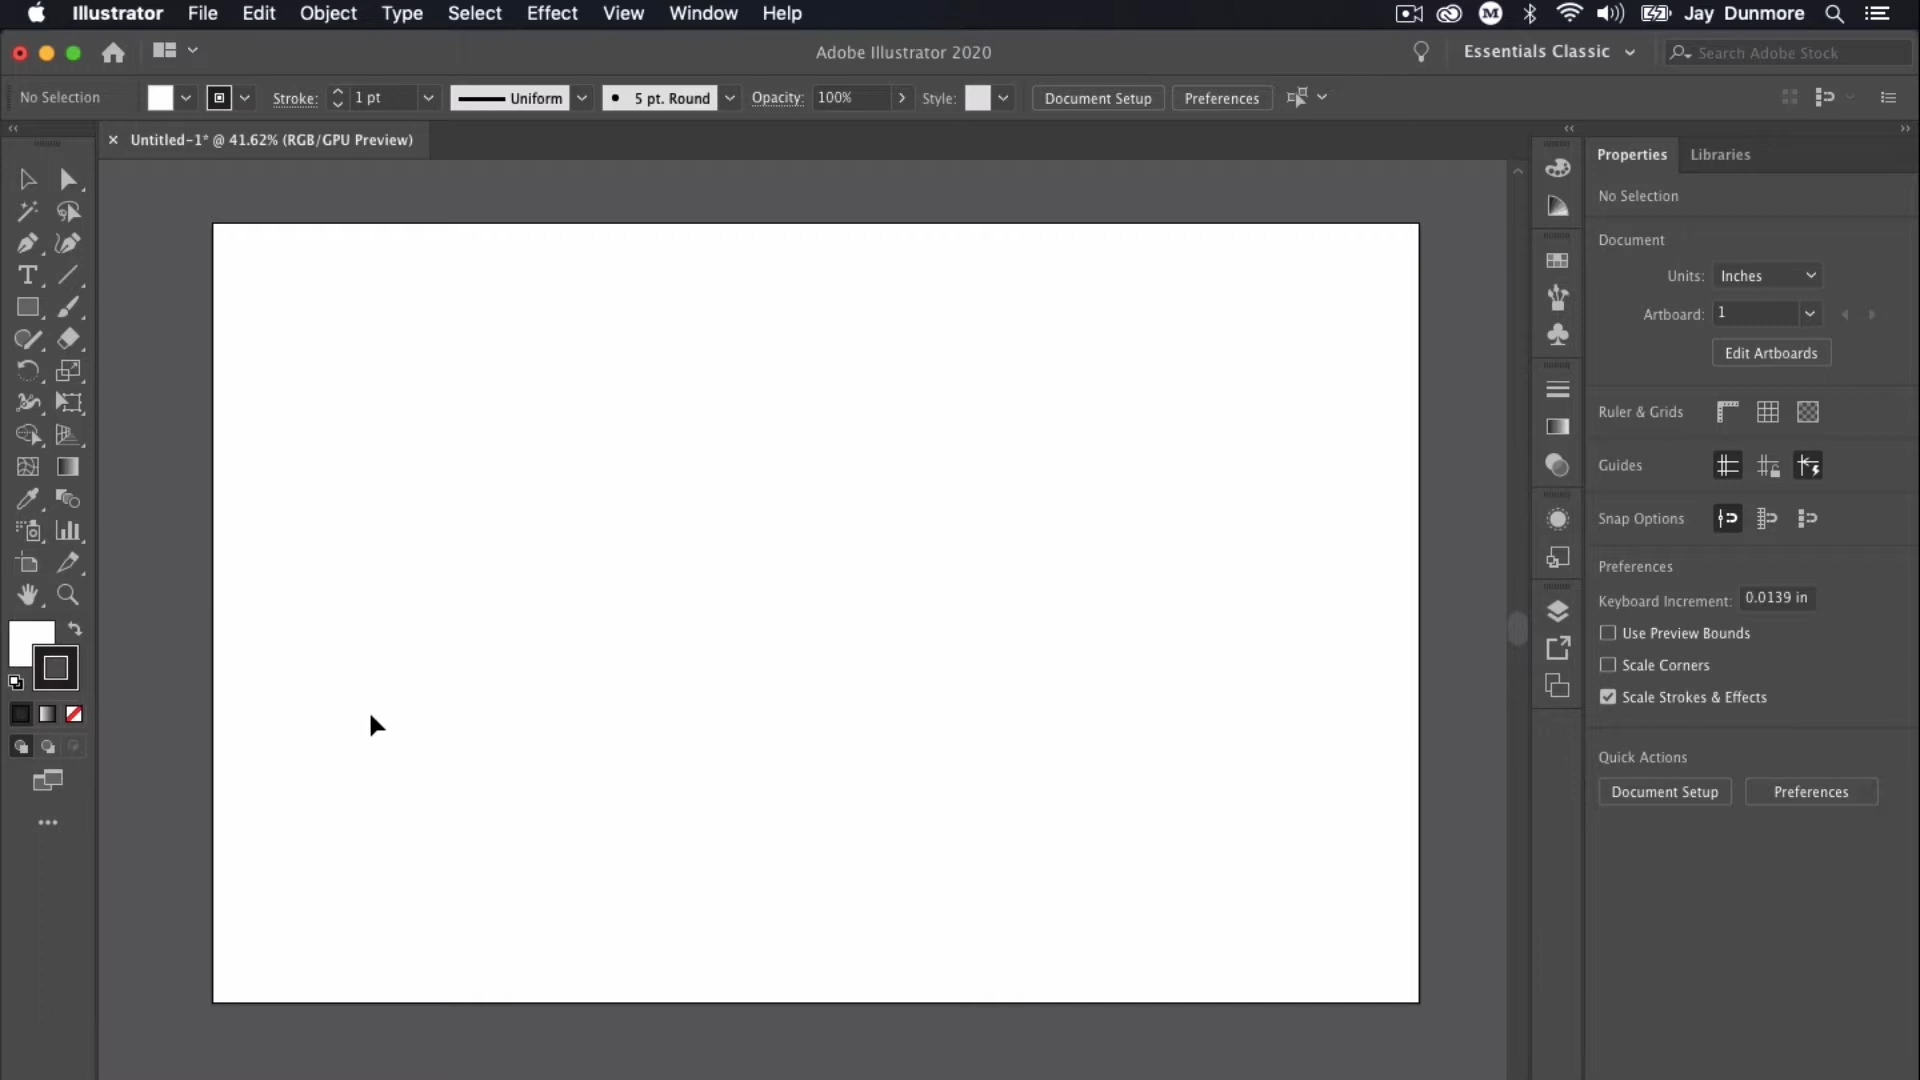 Illustrator File Edit Object Type Select Effect View Window Help Jay Dunmore
Adobe Illustrator 2020 Essentials Classic Search Adobe Stock
No Selection Stroke: 1 pt Uniform 5 pt. Round Opacity: 100% Style: Document Setup Preferences
Untitled-1* @ 41.62% (RGB/GPU Preview)
Properties Libraries
No Selection
Document
Units: Inches
Artboard: 1
Edit Artboards
Ruler & Grids
Guides
Snap Options
Preferences
Keyboard Increment: 0.0139 in
Use Preview Bounds
Scale Corners
Scale Strokes & Effects
Quick Actions
Document Setup Preferences